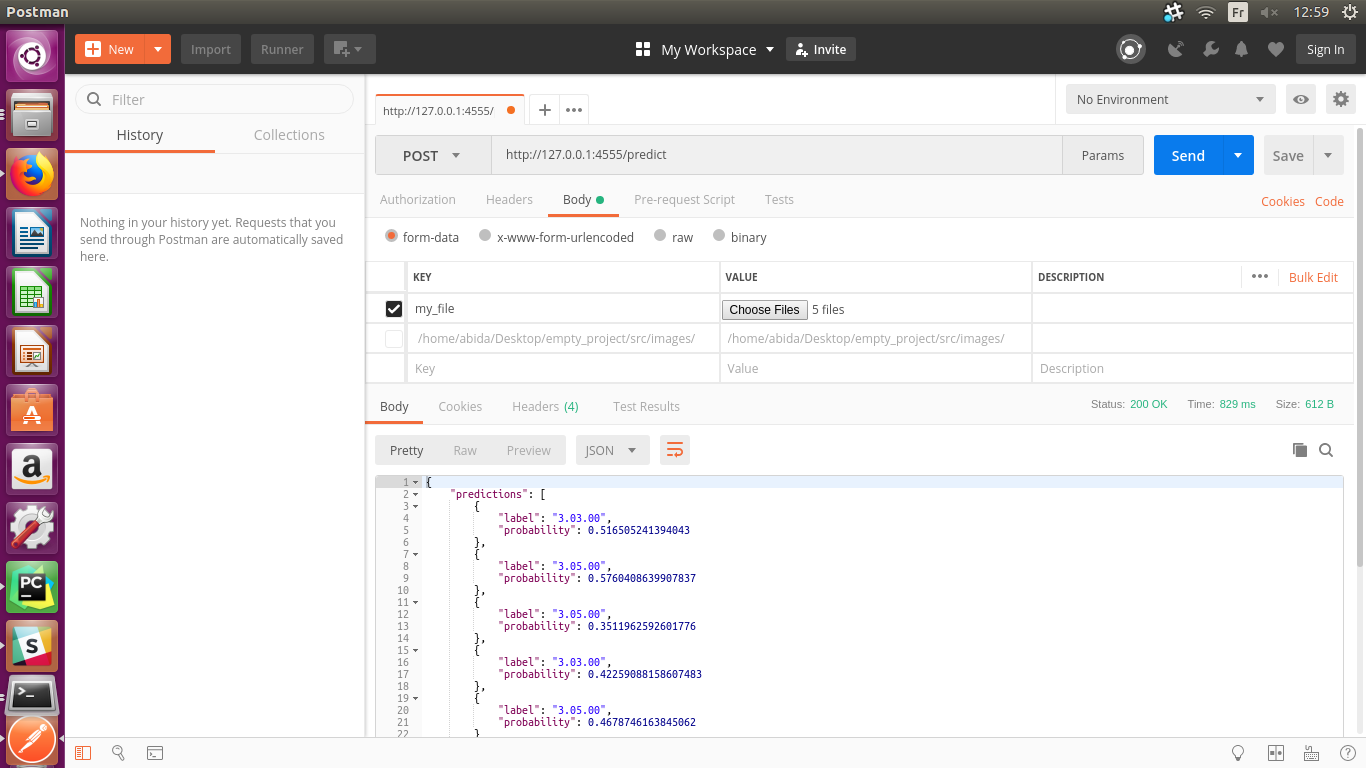 Postman
Fr
12:59
New
Import
Runner
My Workspace
Invite
Sign In
Filter
History
Collections
Nothing in your history yet. Requests that you
send through Postman are automatically saved
here.
http://127.0.0.1:4555/
No Environment
POST
http://127.0.0.1:4555/predict
Params
Send
Save
Authorization
Headers
Body
Pre-request Script
Tests
Cookies
Code
form-data
x-www-form-urlencoded
raw
binary
KEY
VALUE
DESCRIPTION
Bulk Edit
my_file
Choose Files
5 files
/home/abida/Desktop/empty_project/src/images/
/home/abida/Desktop/empty_project/src/images/
Key
Value
Description
Body
Cookies
Headers (4)
Test Results
Status: 200 OK
Time: 829 ms
Size: 612 B
Pretty
Raw
Preview
JSON
1 {
2 "predictions": [
3 {
4 "label": "3.03.00",
5 "probability": 0.516505241394043
6 },
7 {
8 "label": "3.05.00",
9 "probability": 0.5760408639907837
10 },
11 {
12 "label": "3.05.00",
13 "probability": 0.3511962592601776
14 },
15 {
16 "label": "3.03.00",
17 "probability": 0.42259088158607483
18 },
19 {
20 "label": "3.05.00",
21 "probability": 0.4678746163845062
22 }